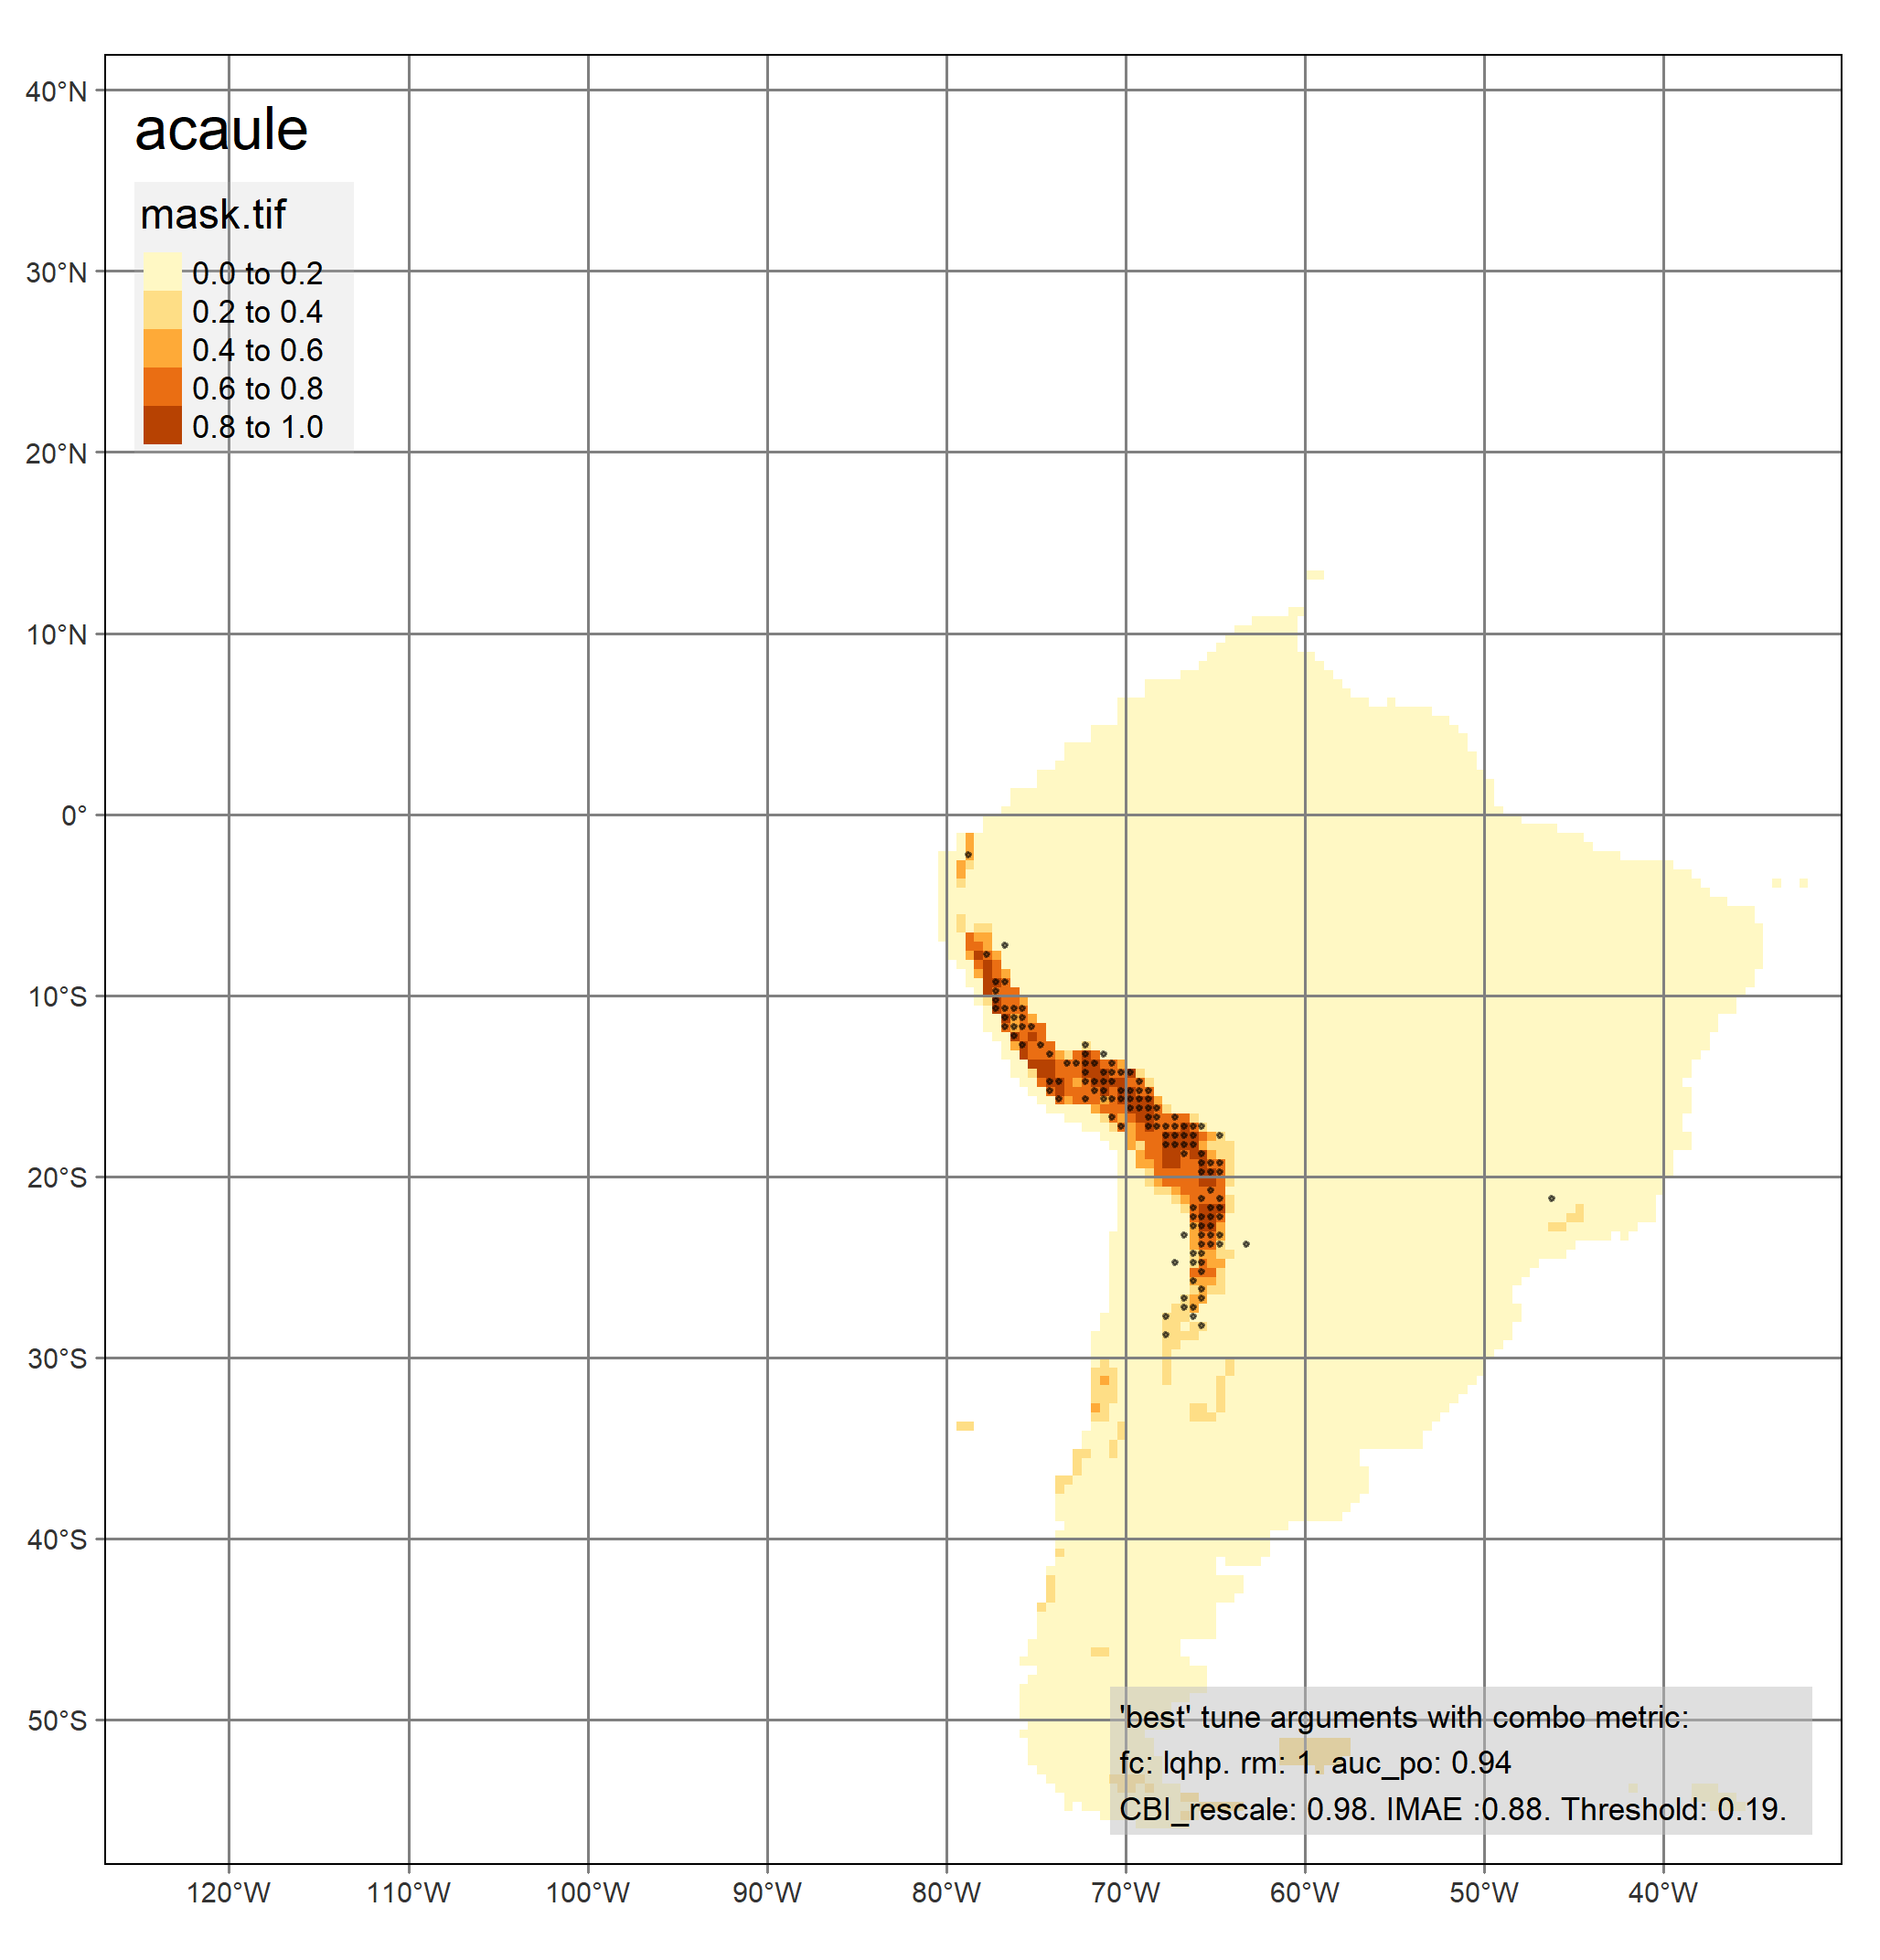 acaule
mask.tif
0.0 to 0.2
0.2 to 0.4
0.4 to 0.6
0.6 to 0.8
0.8 to 1.0
40°N
30°N
20°N
10°N
0°
10°S
20°S
30°S
40°S
50°S
'best' tune arguments with combo metric:
fc: lqhp. rm: 1. auc_po: 0.94
CBI_rescale: 0.98. IMAE :0.88. Threshold: 0.19.
120°W 110°W 100°W 90°W 80°W 70°W 60°W 50°W 40°W